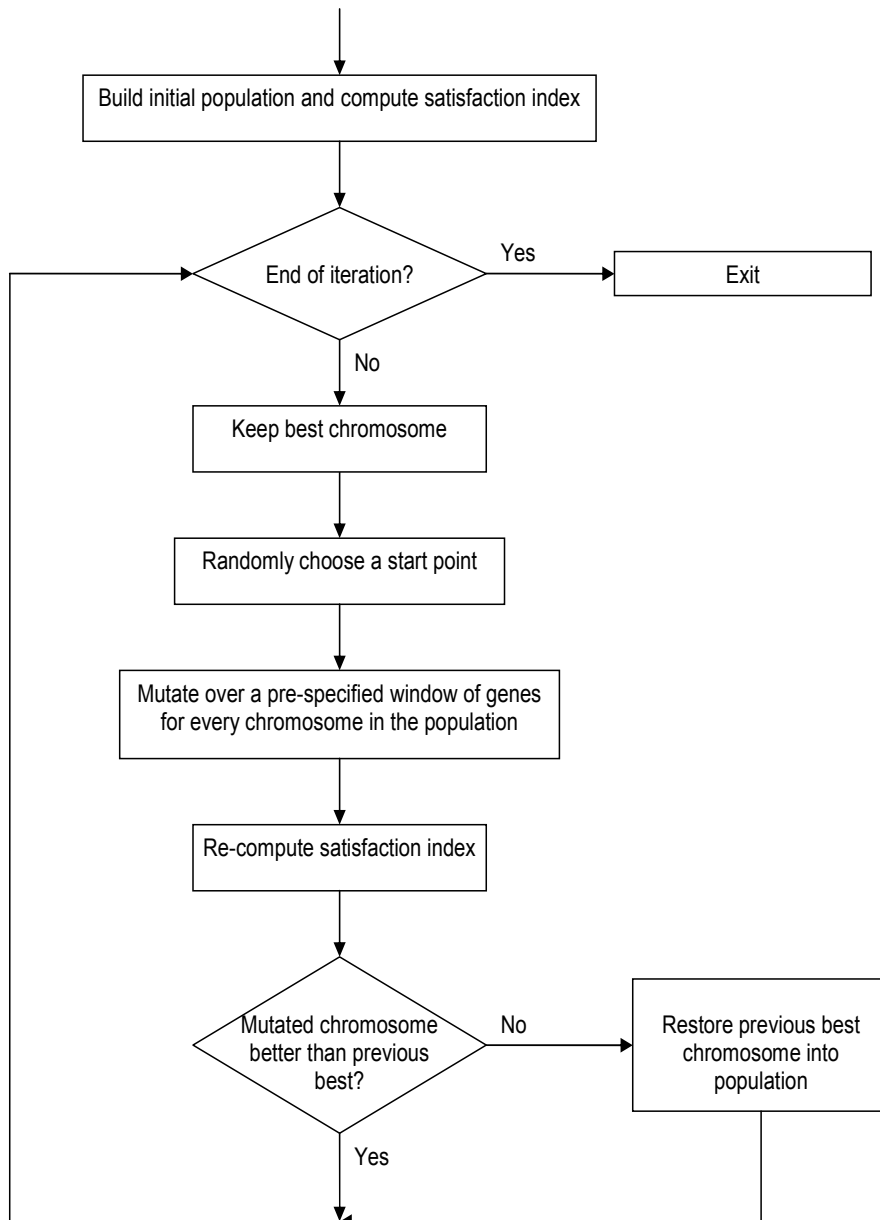 Build initial population and compute satisfaction index
End of iteration?
Yes
Exit
No
Keep best chromosome
Randomly choose a start point
Mutate over a pre-specified window of genes
for every chromosome in the population
Re-compute satisfaction index
Mutated chromosome
better than previous
best?
No
Restore previous best
chromosome into
population
Yes